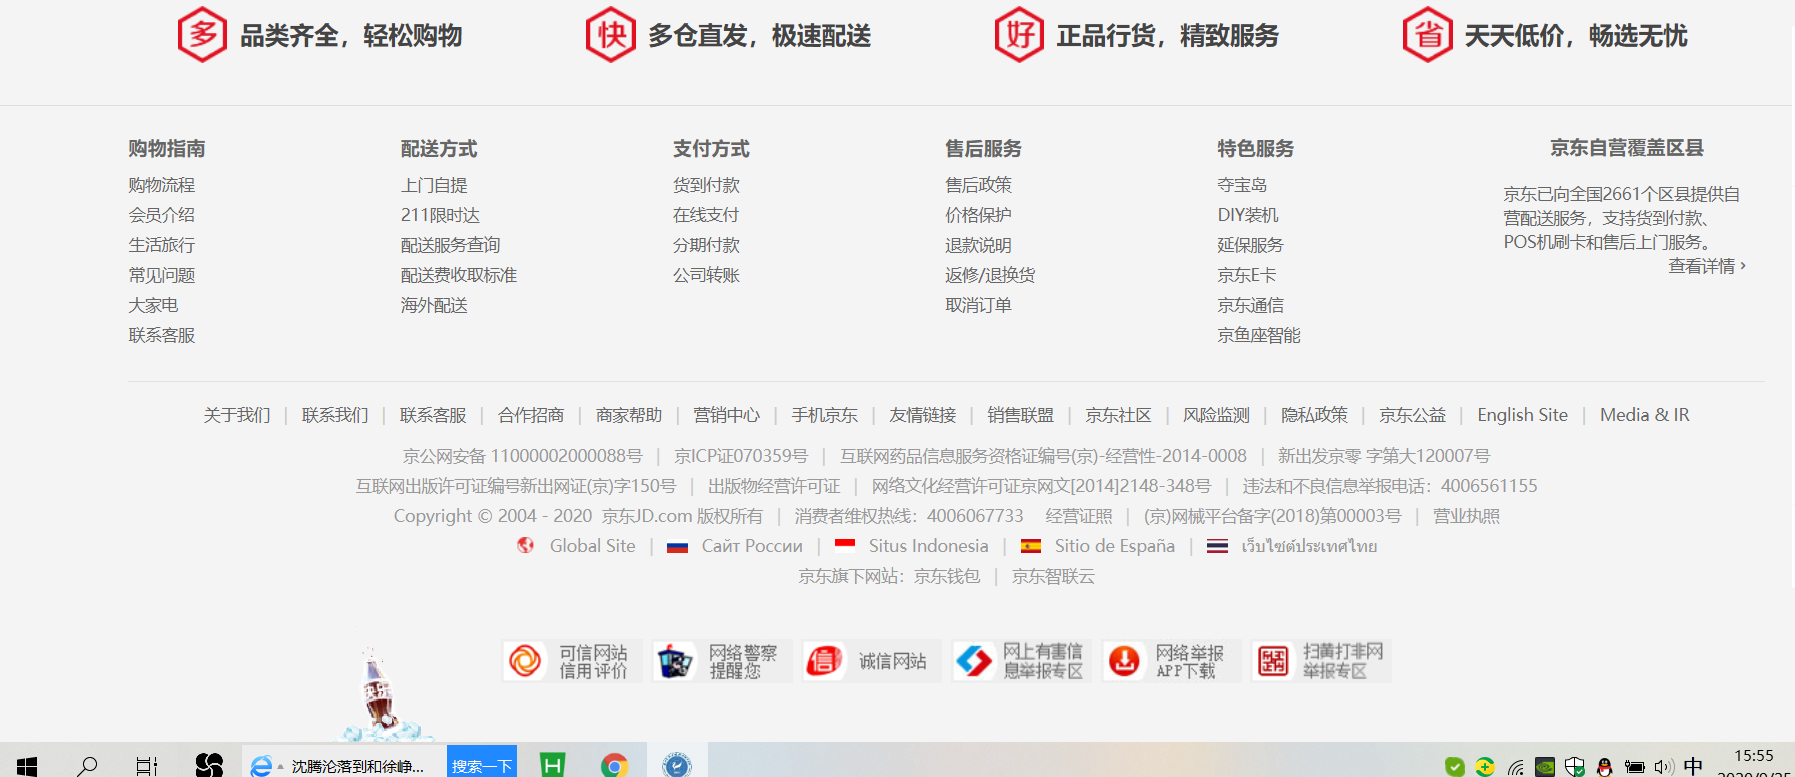 多 品类齐全，轻松购物
快 多仓直发，极速配送
好 正品行货，精致服务
省 天天低价，畅选无忧
购物指南
购物流程
会员介绍
生活旅行
常见问题
大家电
联系客服
配送方式
上门自提
211限时达
配送服务查询
配送费收取标准
海外配送
支付方式
货到付款
在线支付
分期付款
公司转账
售后服务
售后政策
价格保护
退款说明
返修/退换货
取消订单
特色服务
夺宝岛
DIY装机
延保服务
京东E卡
京东通信
京鱼座智能
京东自营覆盖区县
京东已向全国2661个区县提供自
营配送服务，支持货到付款、
POS机刷卡和售后上门服务。
查看详情 ›
关于我们 | 联系我们 | 联系客服 | 合作招商 | 商家帮助 | 营销中心 | 手机京东 | 友情链接 | 销售联盟 | 京东社区 | 风险监测 | 隐私政策 | 京东公益 | English Site | Media & IR
京公网安备 11000002000088号 | 京ICP证070359号 | 互联网药品信息服务资格证编号(京)-经营性-2014-0008 | 新出发京零 字第大120007号
互联网出版许可证编号新出网证(京)字150号 | 出版物经营许可证 | 网络文化经营许可证京网文[2014]2148-348号 | 违法和不良信息举报电话：4006561155
Copyright © 2004 - 2020 京东JD.com 版权所有 | 消费者维权热线：4006067733 经营证照 | (京)网械平台备字(2018)第00003号 | 营业执照
Global Site | Сайт России | Situs Indonesia | Sitio de España | เว็บไซต์ประเทศไทย
京东旗下网站：京东钱包 | 京东智联云
可信网站
信用评价
网络警察
提醒您
信 诚信网站
网上有害信
息举报专区
网络举报
APP下载
扫黄打非网
举报专区
沈腾沦落到和徐峥... 搜索一下
H
中
15:55
2020/9/25